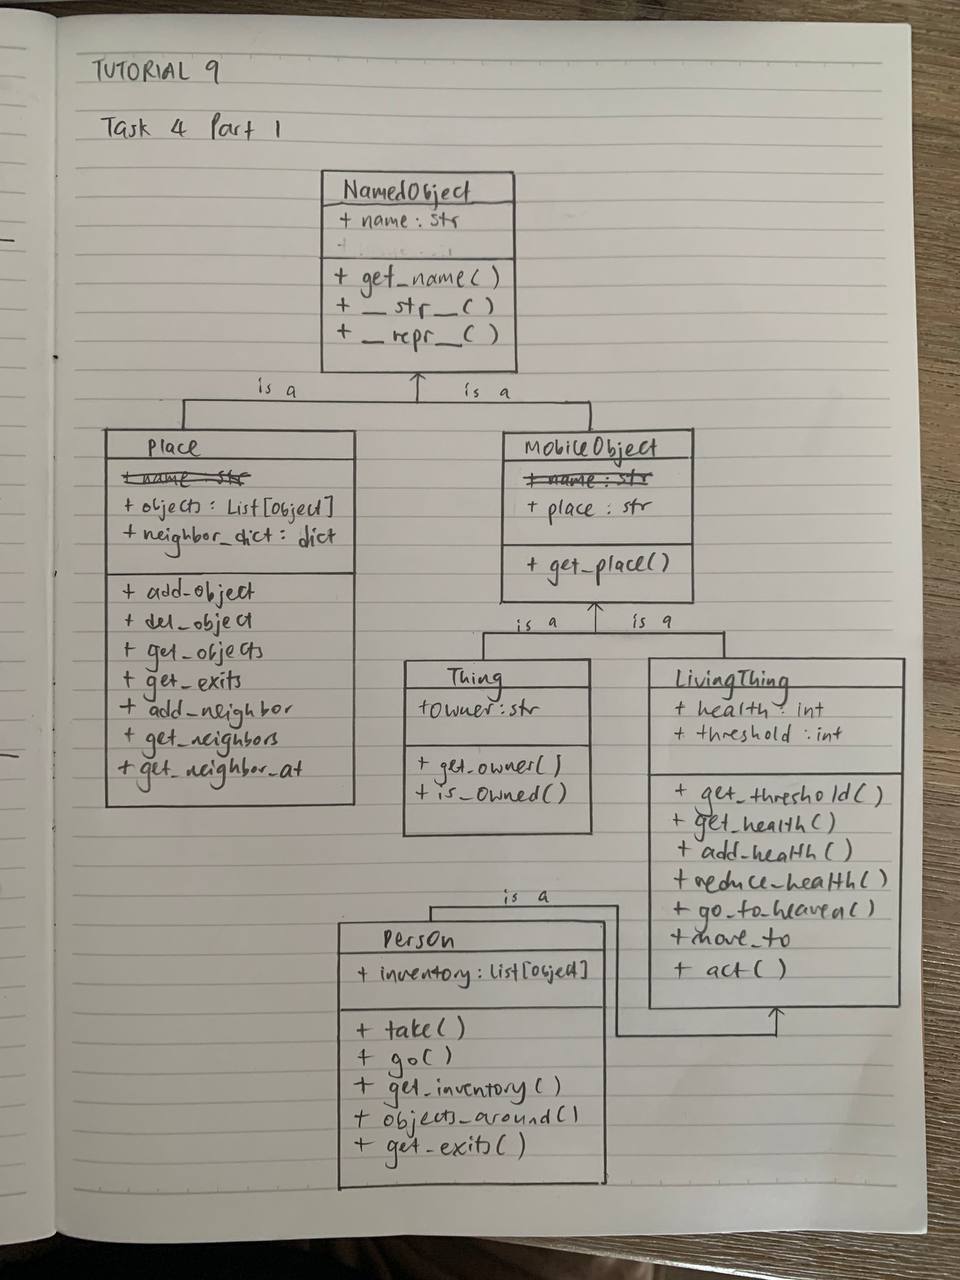 TUTORIAL 9
Task 4 Part 1
NamedObject
+ name : str
+ get_name()
+ __str__()
+ __repr__()
is a
is a
Place
+ name : str
+ objects : List[Object]
+ neighbor_dict : dict
+ add_object
+ del_object
+ get_objects
+ get_exits
+ add_neighbor
+ get_neighbors
+ get_neighbor_at
MobileObject
+ name : str
+ place : str
+ get_place()
is a
is a
Thing
+owner:str
+ get_owner()
+ is_owned()
LivingThing
+ health : int
+ threshold : int
+ get_threshold()
+ get_health()
+ add_health()
+ reduce_health()
+ go_to_heaven()
+move_to
+ act()
is a
Person
+ inventory : List[Object]
+ take()
+ go()
+ get_inventory()
+ objects_around()
+ get_exits()